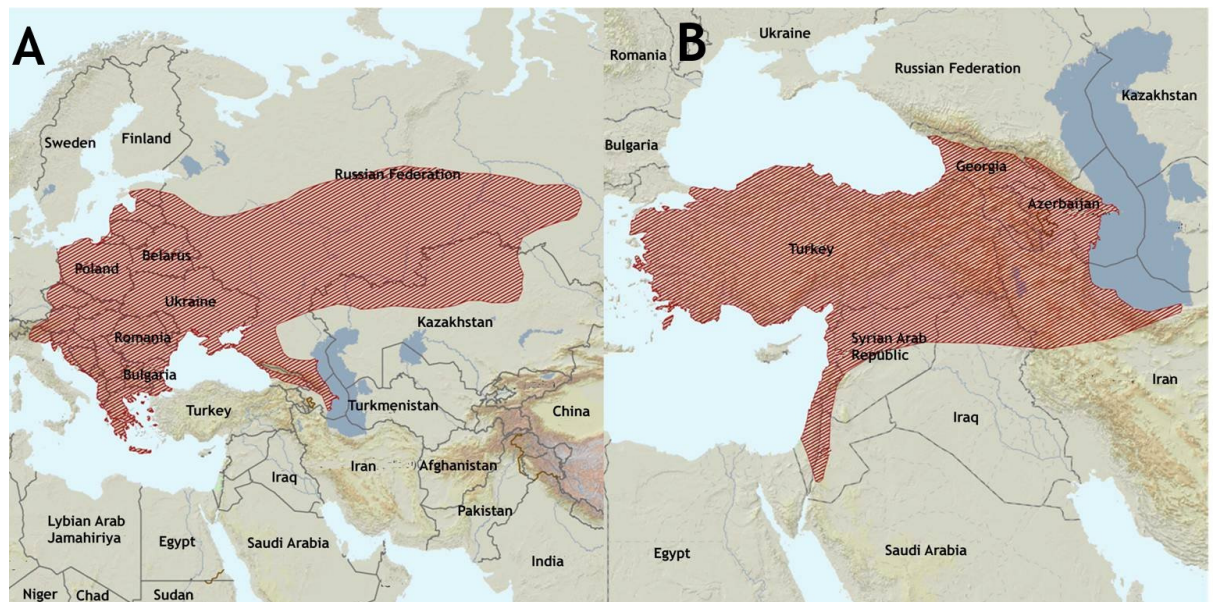 A
Sweden
Finland
Russian Federation
Poland
Belarus
Ukraine
Romania
Kazakhstan
Bulgaria
Turkey
Turkmenistan
China
Iran
Afghanistan
Iraq
Pakistan
Lybian Arab
Jamahiriya
Egypt
Saudi Arabia
India
Niger
Chad
Sudan
B
Ukraine
Romania
Russian Federation
Kazakhstan
Bulgaria
Georgia
Azerbaijan
Turkey
Syrian Arab
Republic
Iran
Iraq
Egypt
Saudi Arabia